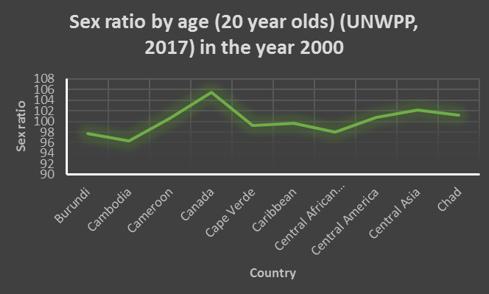 Sex ratio by age (20 year olds) (UNWPP,
2017) in the year 2000
Sex ratio
108
106
104
102
100
98
96
94
92
90
Burundi
Cambodia
Cameroon
Canada
Cape Verde
Caribbean
Central African...
Central America
Central Asia
Chad
Country